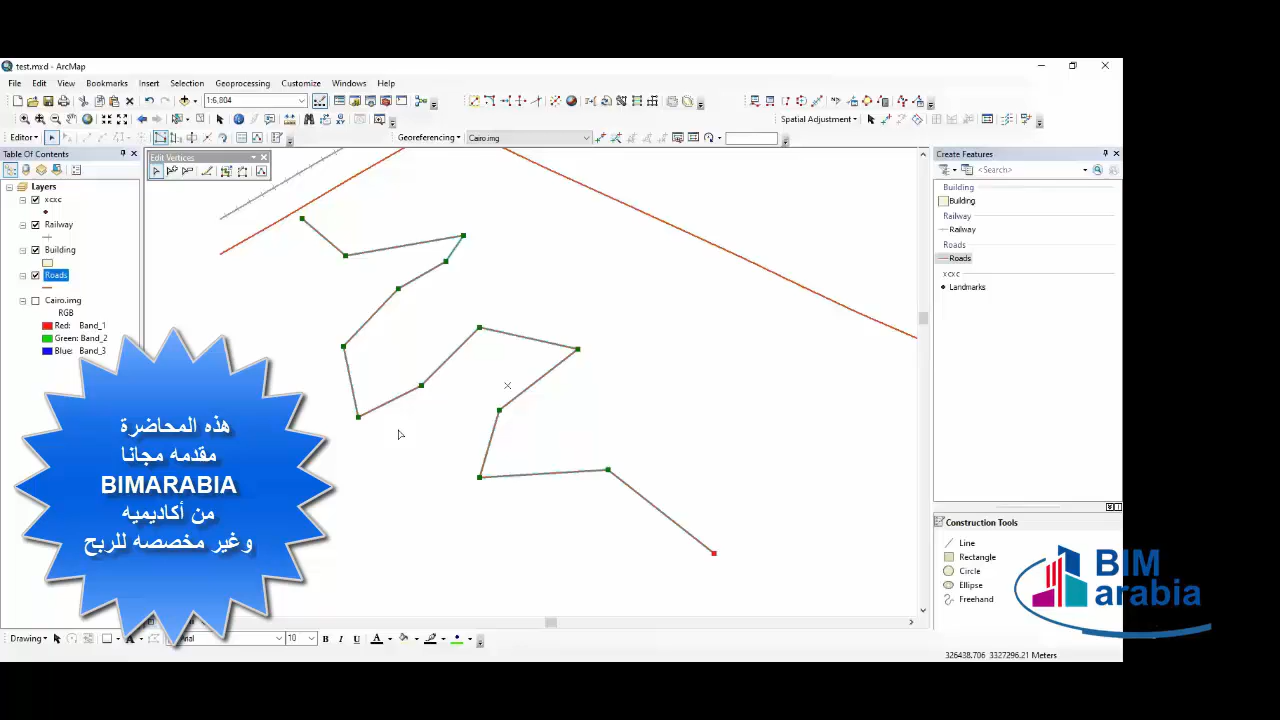 test.mxd - ArcMap
File Edit View Bookmarks Insert Selection Geoprocessing Customize Windows Help
1:6,804
Spatial Adjustment
Editor Georeferencing Cairo.img
Table Of Contents
Edit Vertices
Create Features
Layers
xcxc
Railway
Building
Roads
Cairo.img
RGB
Red: Band_1
Green: Band_2
Blue: Band_3
<Search>
Building
Building
Railway
Railway
Roads
Roads
xcxc
Landmarks
هذه المحاضرة
مقدمه مجانا
BIMARABIA
من أكاديميه
وغير مخصصه للربح
Construction Tools
Line
Rectangle
Circle
Ellipse
Freehand
BIM
arabia
Drawing 10 B I U A
326438.706 3327296.21 Meters